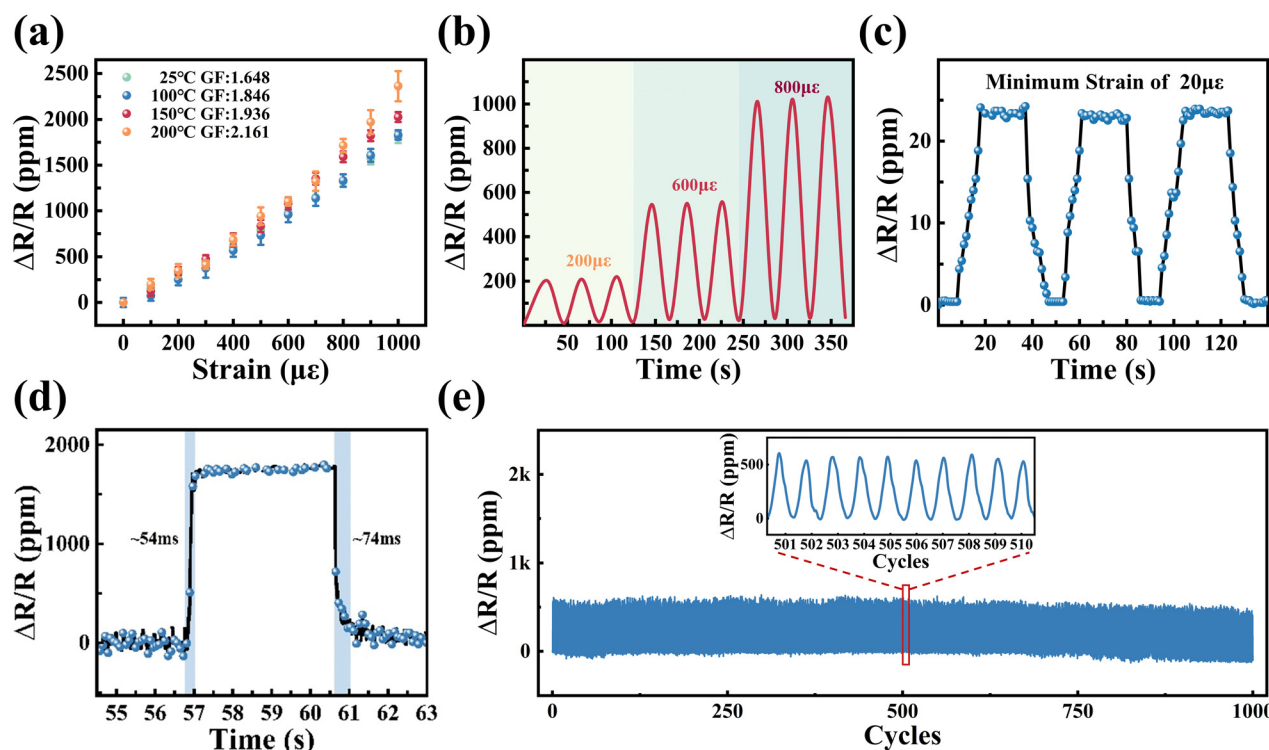 (a)
ΔR/R (ppm)
2500
2000
1500
1000
500
0
25°C GF:1.648
100°C GF:1.846
150°C GF:1.936
200°C GF:2.161
0 200 400 600 800 1000
Strain (με)
(b)
ΔR/R (ppm)
1000
800
600
400
200
200με
600με
800με
50 100 150 200 250 300 350
Time (s)
(c)
ΔR/R (ppm)
20
10
0
Minimum Strain of 20με
20 40 60 80 100 120
Time (s)
(d)
ΔR/R (ppm)
2000
1000
0
~54ms
~74ms
55 56 57 58 59 60 61 62 63
Time (s)
(e)
ΔR/R (ppm)
2k
1k
0
ΔR/R (ppm)
500
0
501 502 503 504 505 506 507 508 509 510
Cycles
0 250 500 750 1000
Cycles